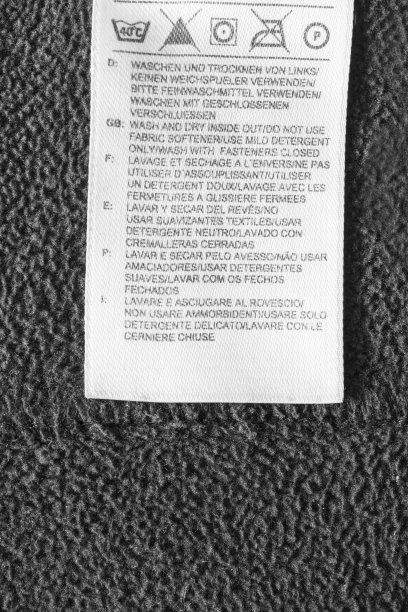 40°C P
D: WASCHEN UND TROCKNEN VON LINKS/
KEINEN WEICHSPUELER VERWENDEN/
BITTE FEINWASCHMITTEL VERWENDEN/
WASCHEN MIT GESCHLOSSENEN
VERSCHLUESSEN
GB: WASH AND DRY INSIDE OUT/DO NOT USE
FABRIC SOFTENER/USE MILD DETERGENT
ONLY/WASH WITH FASTENERS CLOSED
F: LAVAGE ET SECHAGE A L'ENVERS/NE PAS
UTILISER D'ASSOUPLISSANT/UTILISER
UN DETERGENT DOUX/LAVAGE AVEC LES
FERMETURES A GLISSIERE FERMEES
E: LAVAR Y SECAR DEL REVÉS/NO
USAR SUAVIZANTES TEXTILES/USAR
DETERGENTE NEUTRO/LAVADO CON
CREMALLERAS CERRADAS
P: LAVAR E SECAR PELO AVESSO/NÃO USAR
AMACIADORES/USAR DETERGENTES
SUAVES/LAVAR COM OS FECHOS
FECHADOS
I: LAVARE E ASCIUGARE AL ROVESCIO/
NON USARE AMMORBIDENTI/USARE SOLO
DETERGENTE DELICATO/LAVARE CON LE
CERNIERE CHIUSE